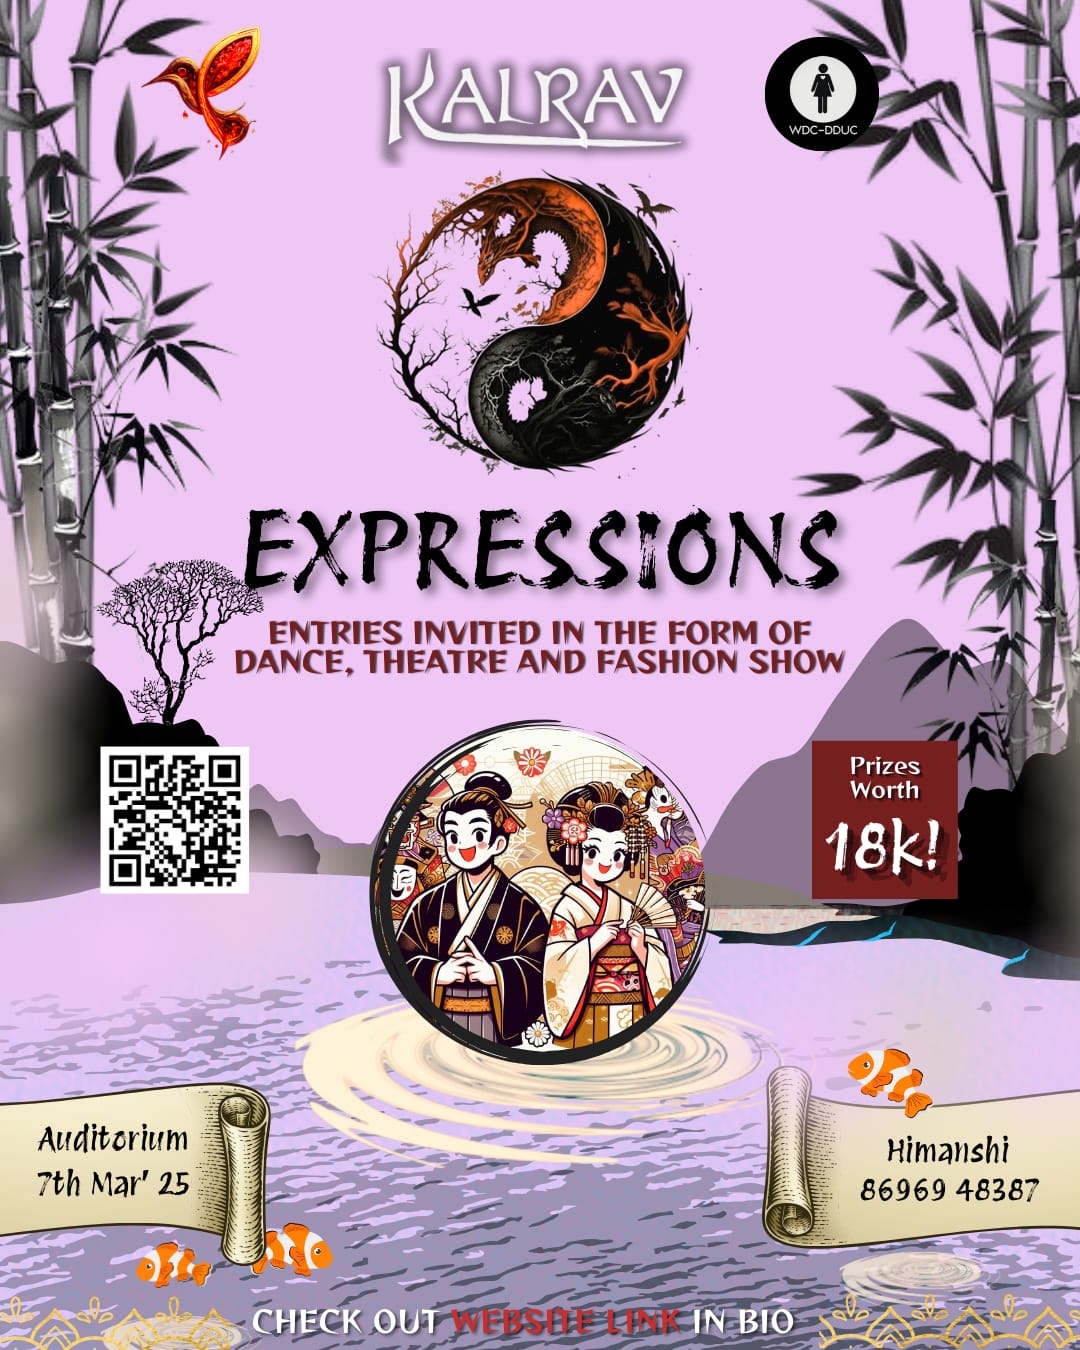 KALRAV
WDC-DDUC
EXPRESSIONS
ENTRIES INVITED IN THE FORM OF
DANCE, THEATRE AND FASHION SHOW
Prizes
Worth
18k!
Auditorium
7th Mar' 25
Himanshi
86969 48387
CHECK OUT WEBSITE LINK IN BIO